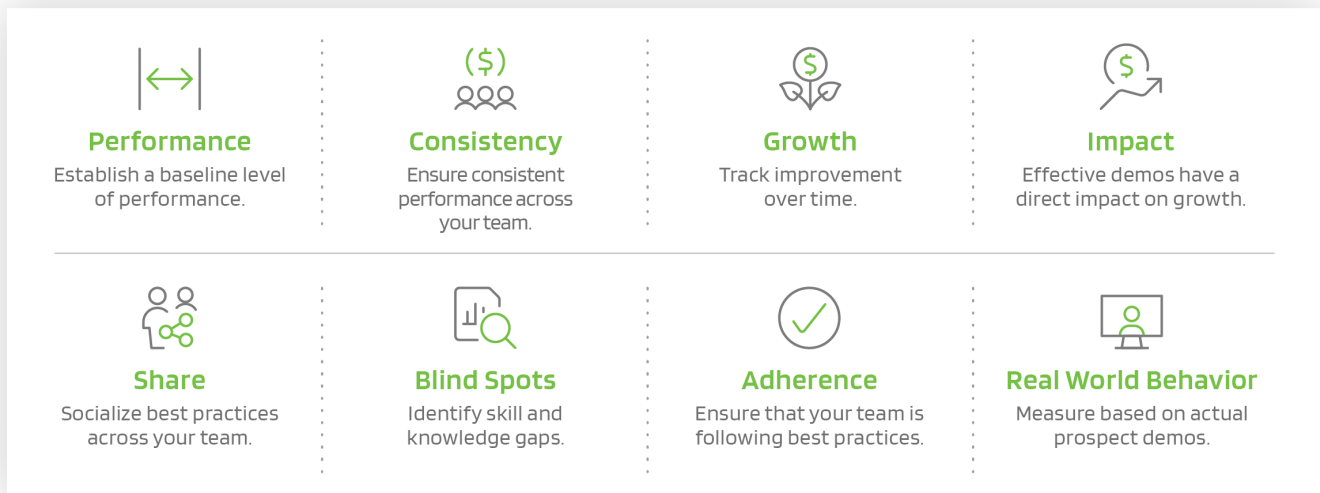 ($)
$
$
Performance
Establish a baseline level
of performance.
Consistency
Ensure consistent
performance across
your team.
Growth
Track improvement
over time.
Impact
Effective demos have a
direct impact on growth.
Share
Socialize best practices
across your team.
Blind Spots
Identify skill and
knowledge gaps.
Adherence
Ensure that your team is
following best practices.
Real World Behavior
Measure based on actual
prospect demos.